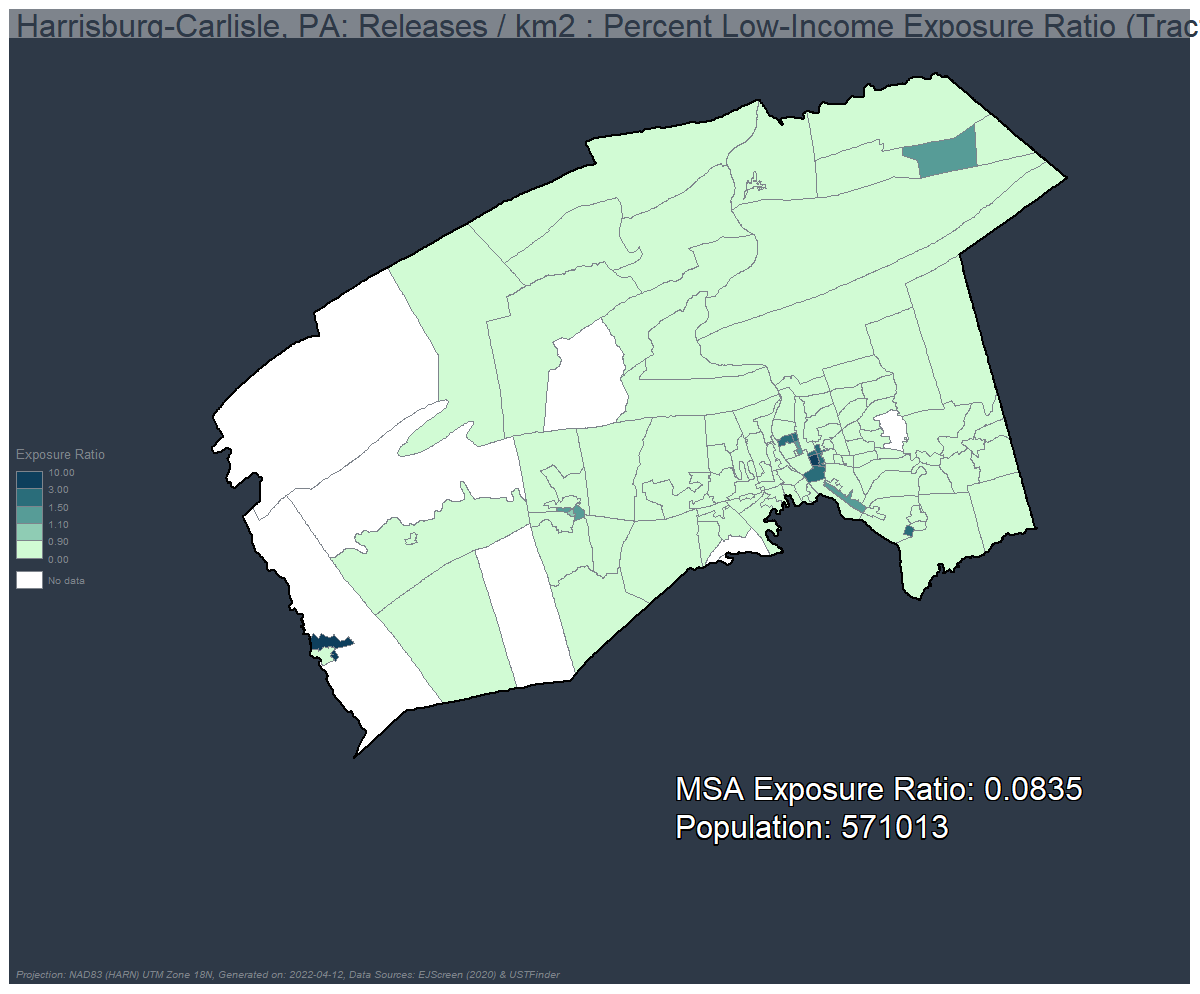 Harrisburg-Carlisle, PA: Releases / km2 : Percent Low-Income Exposure Ratio (Trac
Exposure Ratio
10.00
3.00
1.50
1.10
0.90
0.00
No data
MSA Exposure Ratio: 0.0835
Population: 571013
Projection: NAD83 (HARN) UTM Zone 18N, Generated on: 2022-04-12, Data Sources: EJScreen (2020) & USTFinder